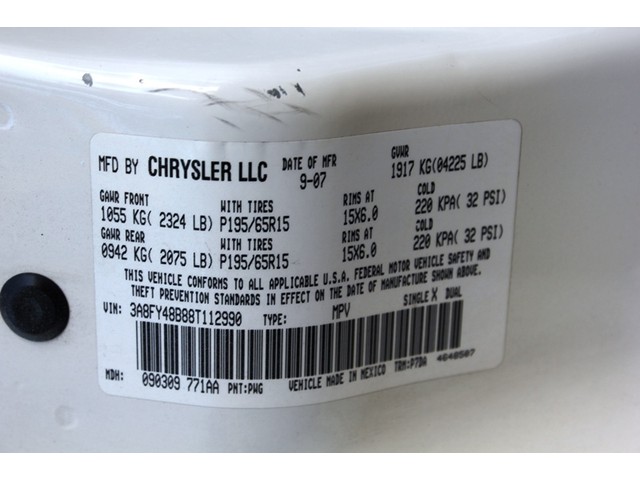 MFD BY CHRYSLER LLC DATE OF MFR 9-07 GVWR 1917 KG(04225 LB)
GAWR FRONT WITH TIRES RIMS AT COLD
1055 KG( 2324 LB) P195/65R15 15X6.0 220 KPA( 32 PSI)
GAWR REAR WITH TIRES RIMS AT COLD
0942 KG( 2075 LB) P195/65R15 15X6.0 220 KPA( 32 PSI)
THIS VEHICLE CONFORMS TO ALL APPLICABLE U.S.A. FEDERAL MOTOR VEHICLE SAFETY AND
THEFT PREVENTION STANDARDS IN EFFECT ON THE DATE OF MANUFACTURE SHOWN ABOVE.
VIN: 3A8FY48B88T112990 TYPE: MPV SINGLE X DUAL
MDH: 090309 771AA PNT:PWG VEHICLE MADE IN MEXICO TRM:P7DA 4648507